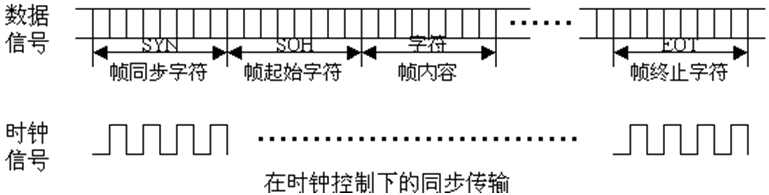 数据
信号
SYN SOH 字符 EOT
帧同步字符 帧起始字符 帧内容 帧终止字符
时钟
信号
在时钟控制下的同步传输